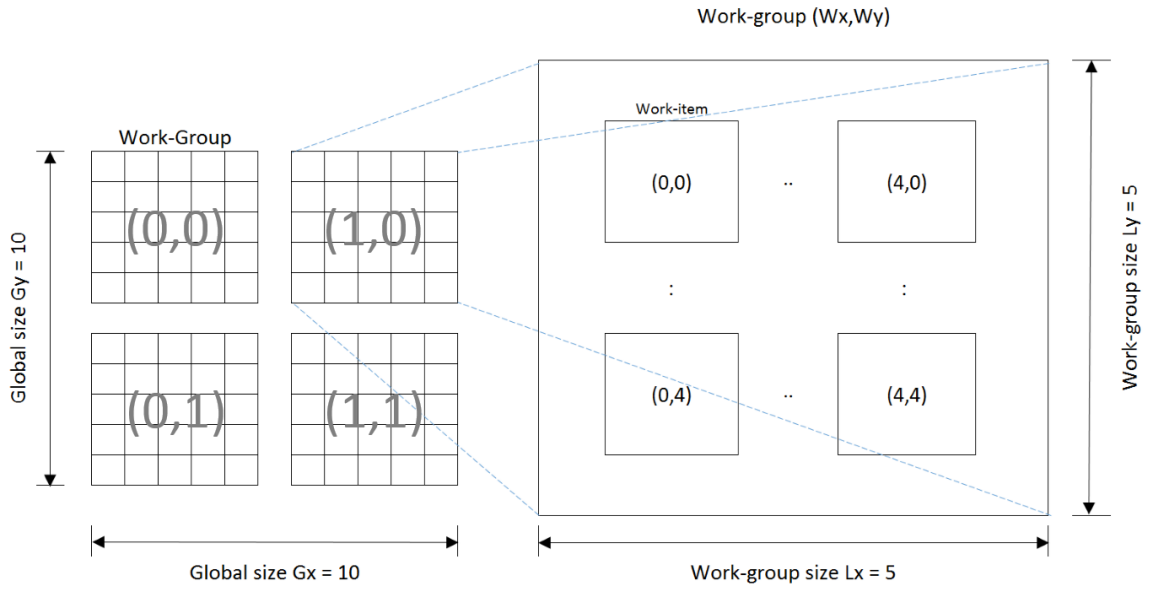 Work-group (Wx,Wy)
Work-Group
Work-item
(0,0)
(1,0)
(0,1)
(1,1)
(0,0)
..
(4,0)
:
:
(0,4)
..
(4,4)
Global size Gy = 10
Work-group size Ly = 5
Global size Gx = 10
Work-group size Lx = 5